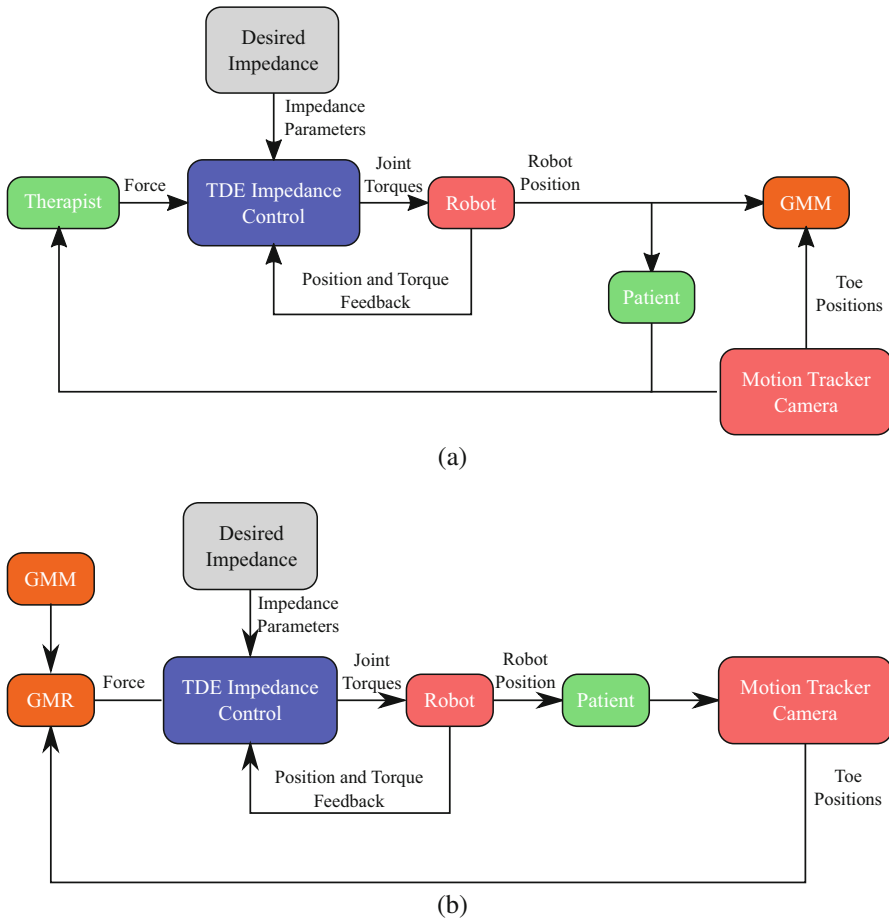 Desired
Impedance
Impedance
Parameters
Therapist
Force
TDE Impedance
Control
Joint
Torques
Robot
Robot
Position
GMM
Position and Torque
Feedback
Patient
Toe
Positions
Motion Tracker
Camera
(a)
Desired
Impedance
GMM
Impedance
Parameters
GMR
Force
TDE Impedance
Control
Joint
Torques
Robot
Robot
Position
Patient
Motion Tracker
Camera
Position and Torque
Feedback
Toe
Positions
(b)